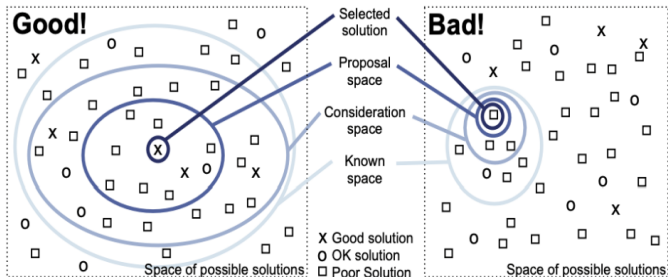 Good!
Bad!
Selected
solution
Proposal
space
Consideration
space
Known
space
X Good solution
O OK solution
□ Poor Solution
Space of possible solutions
Space of possible solutions